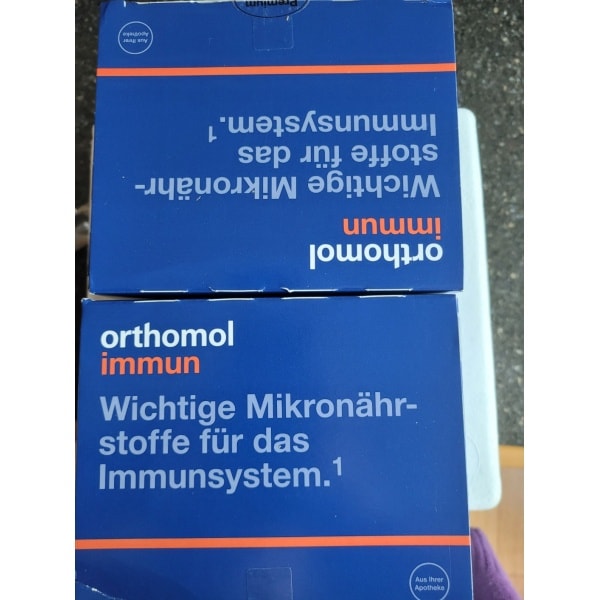 Premium
Aus Ihrer
Apotheke
orthomol
immun
Wichtige Mikronähr-
stoffe für das
Immunsystem.1
orthomol
immun
Wichtige Mikronähr-
stoffe für das
Immunsystem.1
Aus Ihrer
Apotheke